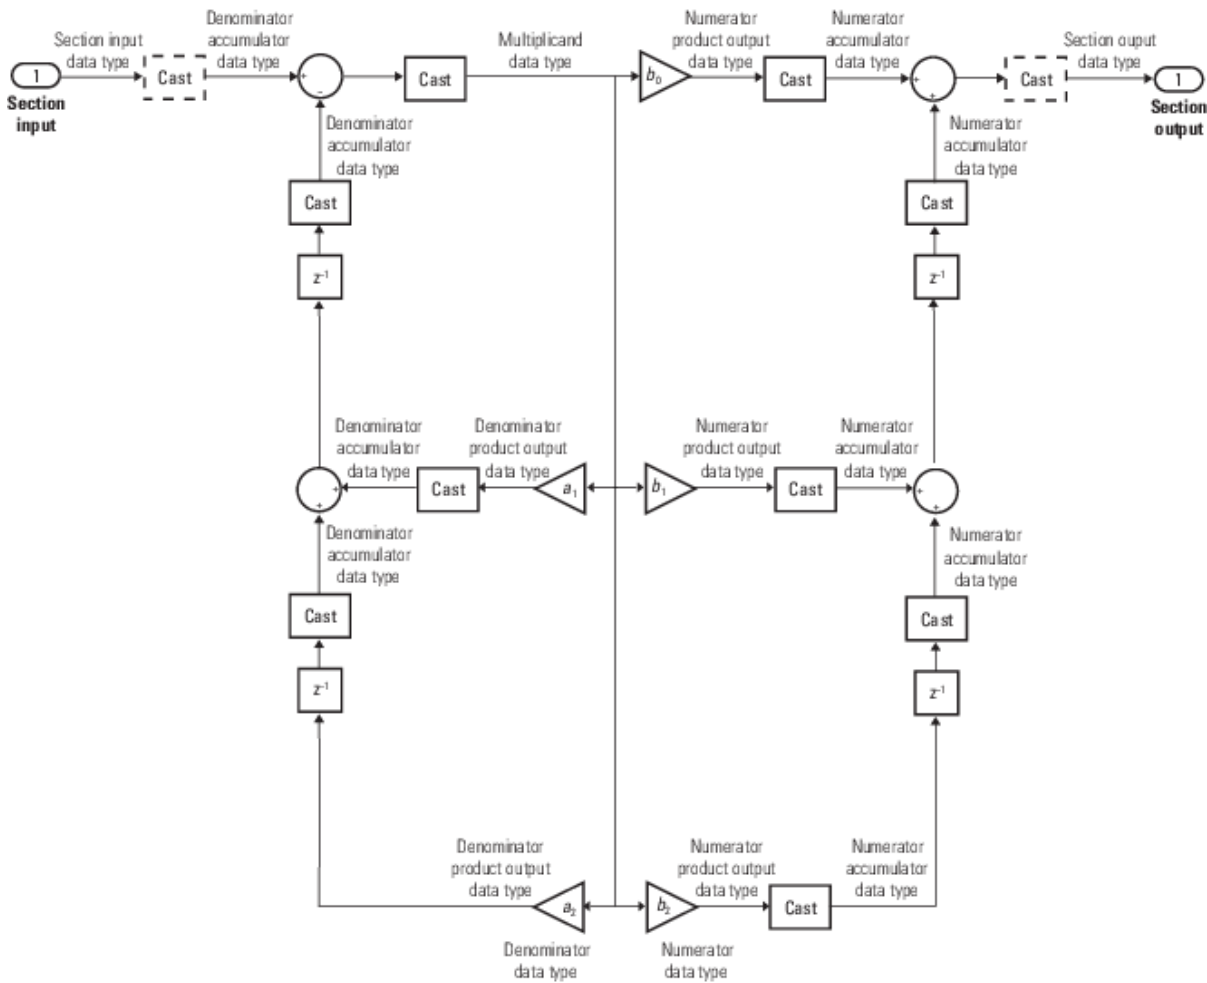 Section input
data type
Denominator
accumulator
data type
Multiplicand
data type
Numerator
product output
data type
Numerator
accumulator
data type
Section ouput
data type
1
Section
input
Cast
+
-
Cast
b0
Cast
+
+
Cast
1
Section
output
Denominator
accumulator
data type
Numerator
accumulator
data type
Cast
Cast
z-1
z-1
Denominator
accumulator
data type
Denominator
product output
data type
Numerator
product output
data type
Numerator
accumulator
data type
+
+
Cast
a1
b1
Cast
+
+
Denominator
accumulator
data type
Numerator
accumulator
data type
Cast
Cast
z-1
z-1
Denominator
product output
data type
Numerator
product output
data type
Numerator
accumulator
data type
a2
b2
Cast
Denominator
data type
Numerator
data type